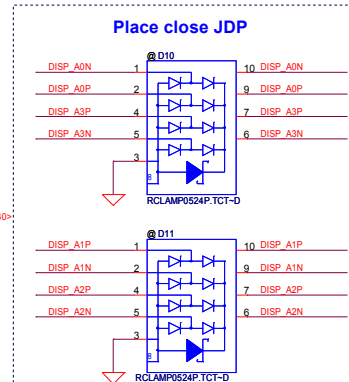 Place close JDP
@ D10
DISP_A0N 1 10 DISP_A0N
DISP_A0P 2 9 DISP_A0P
DISP_A3P 4 7 DISP_A3P
DISP_A3N 5 6 DISP_A3N
3
8
RCLAMP0524P.TCT~D
40>
@ D11
DISP_A1P 1 10 DISP_A1P
DISP_A1N 2 9 DISP_A1N
DISP_A2P 4 7 DISP_A2P
DISP_A2N 5 6 DISP_A2N
3
8
RCLAMP0524P.TCT~D